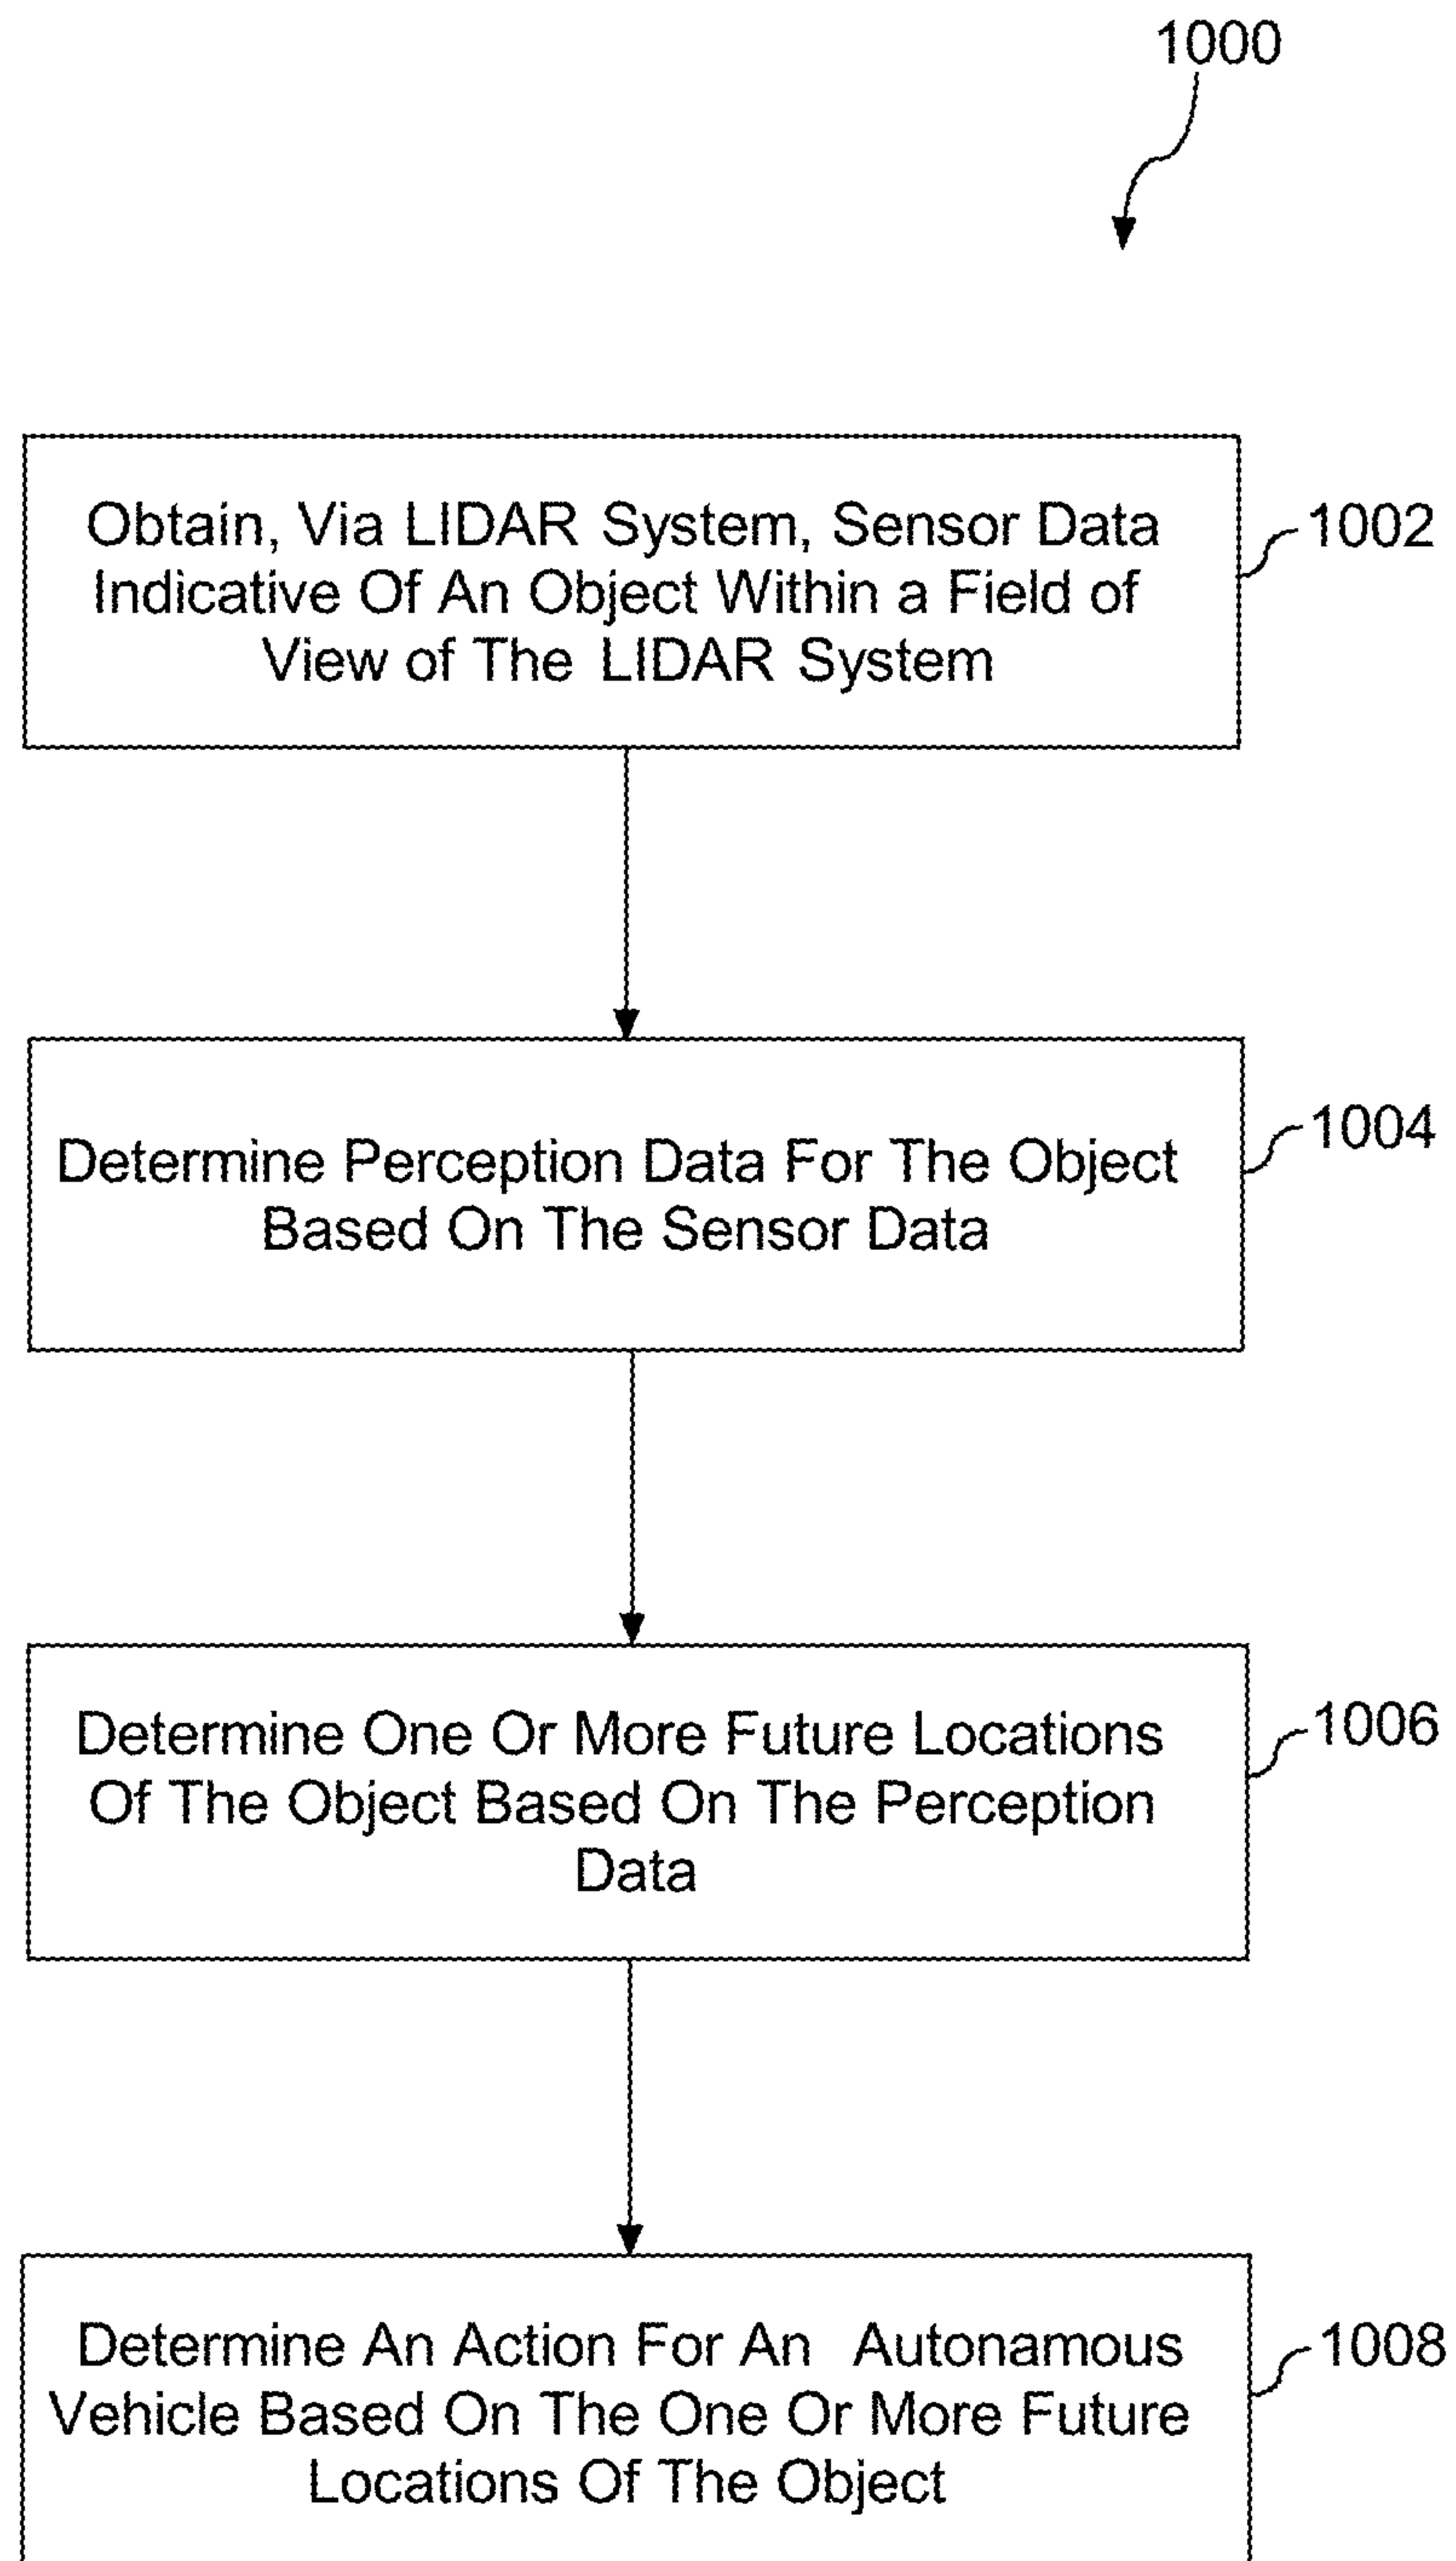 1000
Obtain, Via LIDAR System, Sensor Data
Indicative Of An Object Within a Field of
View of The LIDAR System
1002
Determine Perception Data For The Object
Based On The Sensor Data
1004
Determine One Or More Future Locations
Of The Object Based On The Perception
Data
1006
Determine An Action For An Autonamous
Vehicle Based On The One Or More Future
Locations Of The Object
1008